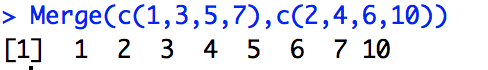 > Merge(c(1,3,5,7),c(2,4,6,10))
[1]  1  2  3  4  5  6  7 10